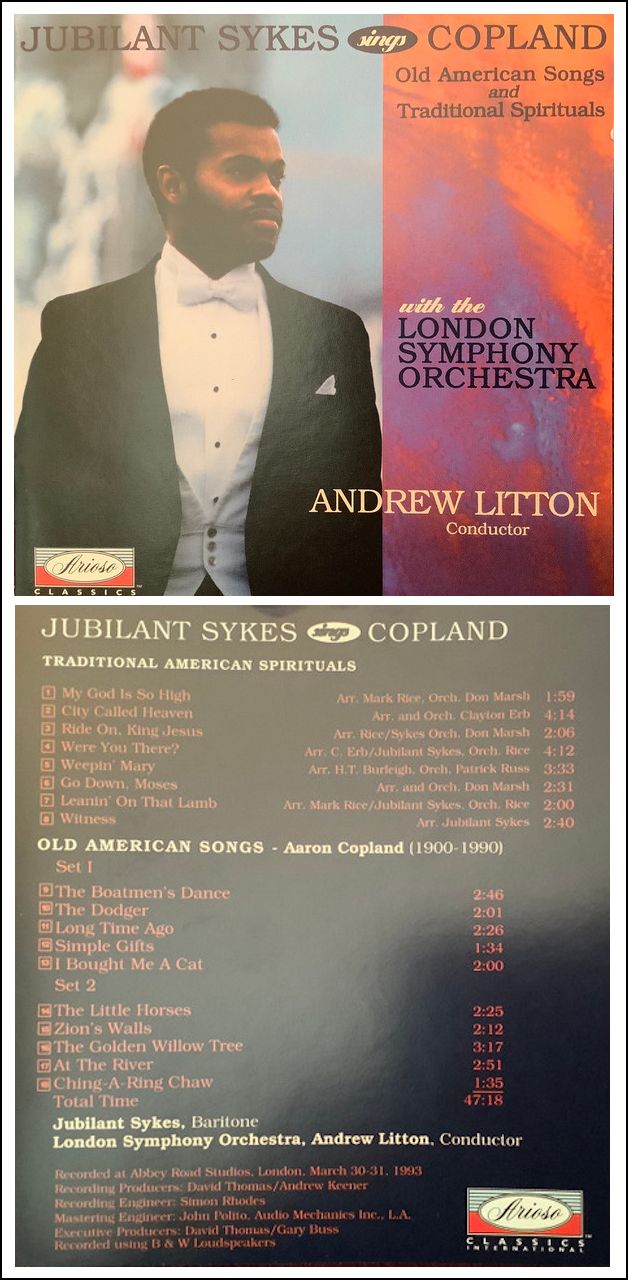 JUBILANT SYKES sings COPLAND
Old American Songs
and
Traditional Spirituals
with the
LONDON
SYMPHONY
ORCHESTRA
ANDREW LITTON
Conductor
Arioso
CLASSICS
JUBILANT SYKES sings COPLAND
TRADITIONAL AMERICAN SPIRITUALS
1 My God Is So High Arr. Mark Rice, Orch. Don Marsh 1:59
2 City Called Heaven Arr. and Orch. Clayton Erb 4:14
3 Ride On, King Jesus Arr. Rice/Sykes Orch. Don Marsh 2:06
4 Were You There? Arr. C. Erb/Jubilant Sykes, Orch. Rice 4:12
5 Weepin' Mary Arr. H.T. Burleigh, Orch. Patrick Russ 3:33
6 Go Down, Moses Arr. and Orch. Don Marsh 2:31
7 Leanin' On That Lamb Arr. Mark Rice/Jubilant Sykes, Orch. Rice 2:00
8 Witness Arr. Jubilant Sykes 2:40
OLD AMERICAN SONGS - Aaron Copland (1900-1990)
Set I
9 The Boatmen's Dance 2:46
10 The Dodger 2:01
11 Long Time Ago 2:26
12 Simple Gifts 1:34
13 I Bought Me A Cat 2:00
Set 2
14 The Little Horses 2:25
15 Zion's Walls 2:12
16 The Golden Willow Tree 3:17
17 At The River 2:51
18 Ching-A-Ring Chaw 1:35
Total Time 47:18
Jubilant Sykes, Baritone
London Symphony Orchestra, Andrew Litton, Conductor
Recorded at Abbey Road Studios, London, March 30-31, 1993
Recording Producers: David Thomas/Andrew Keener
Recording Engineer: Simon Rhodes
Mastering Engineer: John Polito, Audio Mechanics Inc., L.A.
Executive Producers: David Thomas/Gary Buss
Recorded using B & W Loudspeakers
Arioso
CLASSICS
INTERNATIONAL